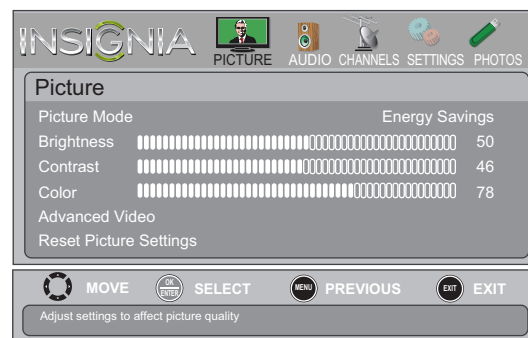 INSIGNIA
PICTURE AUDIO CHANNELS SETTINGS PHOTOS
Picture
Picture Mode Energy Savings
Brightness 50
Contrast 46
Color 78
Advanced Video
Reset Picture Settings
MOVE OK ENTER SELECT MENU PREVIOUS EXIT EXIT
Adjust settings to affect picture quality